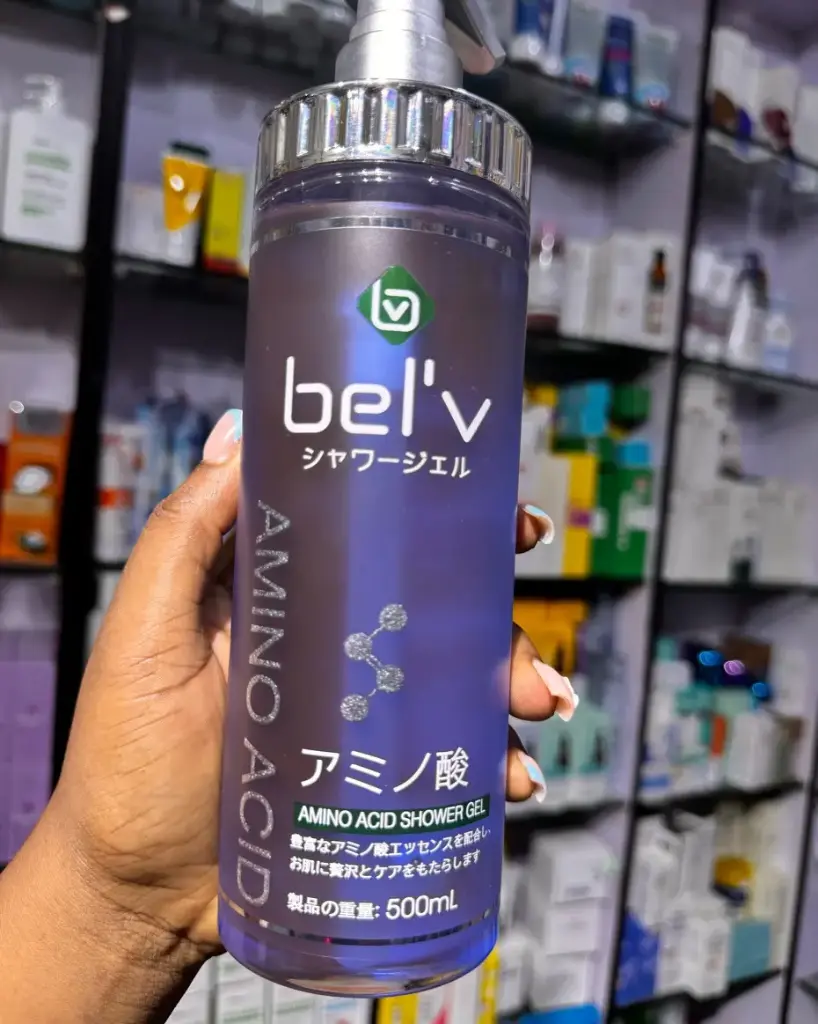 bv
bel'v
シャワージェル
AMINO ACID
アミノ酸
AMINO ACID SHOWER GEL
豊富なアミノ酸エッセンスを配合し、
お肌に贅沢とケアをもたらします
製品の重量: 500mL